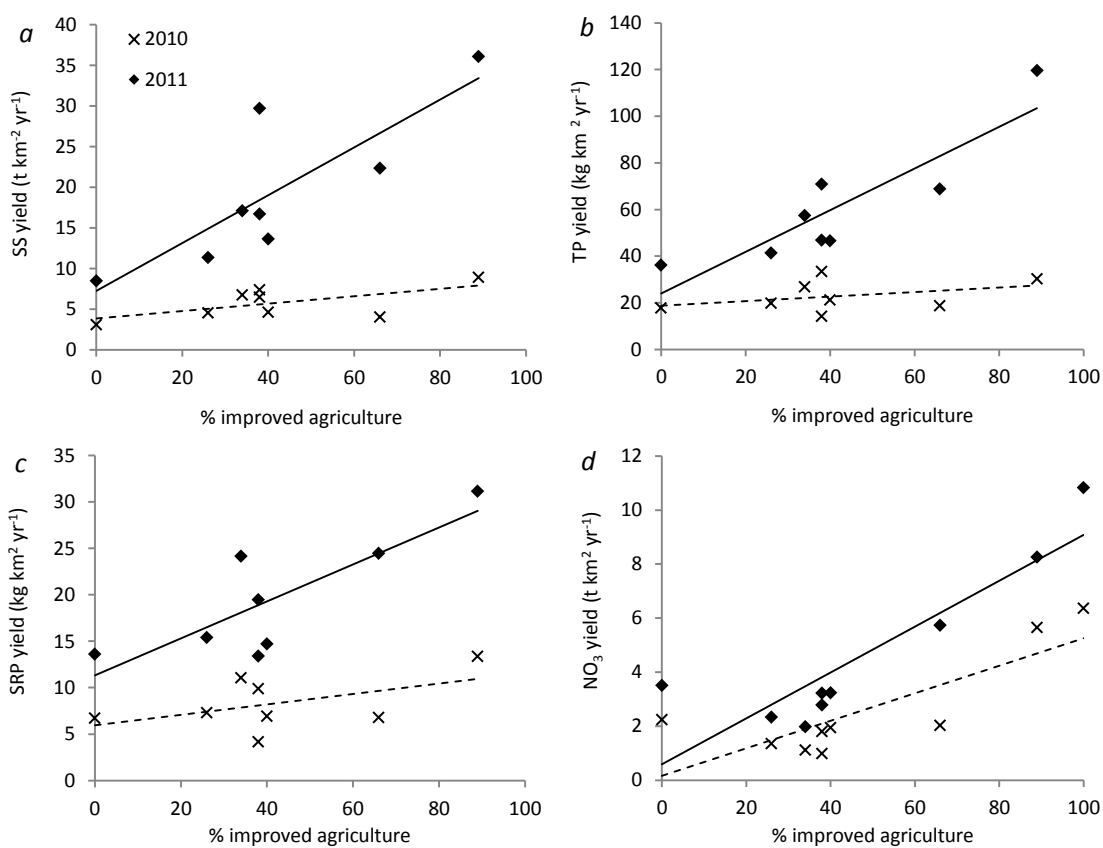 a
2010
2011
SS yield (t km-2 yr-1)
40
35
30
25
20
15
10
5
0
0 20 40 60 80 100
% improved agriculture
b
TP yield (kg km 2 yr-1)
140
120
100
80
60
40
20
0
0 20 40 60 80 100
% improved agriculture
c
SRP yield (kg km2 yr-1)
35
30
25
20
15
10
5
0
0 20 40 60 80 100
% improved agriculture
d
NO3 yield (t km2 yr-1)
12
10
8
6
4
2
0
0 20 40 60 80 100
% improved agriculture